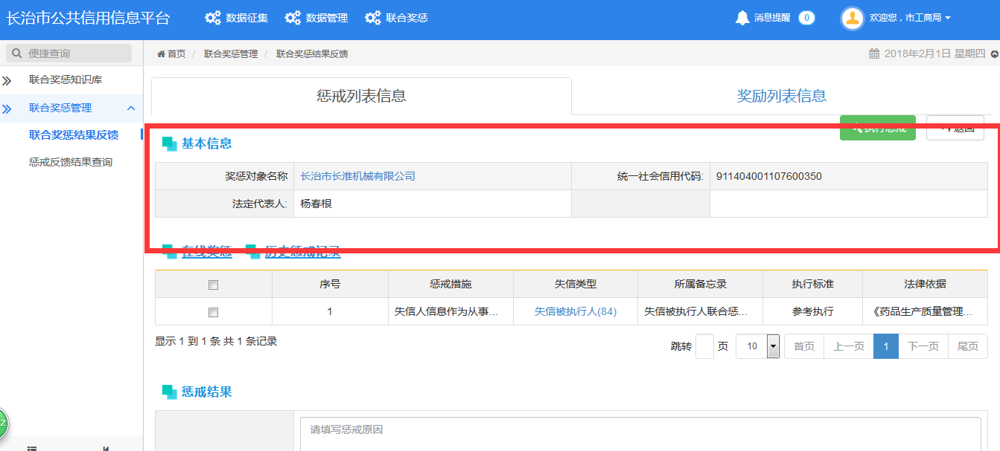 长治市公共信用信息平台 数据征集 数据管理 联合奖惩 消息提醒 0 欢迎您，市工商局
便捷查询 首页 / 联合奖惩管理 / 联合奖惩结果反馈 2018年2月1日 星期四
联合奖惩知识库
联合奖惩管理
联合奖惩结果反馈
惩戒反馈结果查询
惩戒列表信息 奖励列表信息
执行惩戒 返回
基本信息
奖惩对象名称 长治市长淮机械有限公司 统一社会信用代码: 911404001107600350
法定代表人: 杨春根
在线奖惩 历史惩戒记录
序号 惩戒措施 失信类型 所属备忘录 执行标准 法律依据
1 失信人信息作为从事... 失信被执行人(84) 失信被执行人联合惩... 参考执行 《药品生产质量管理...
显示 1 到 1 条 共 1 条记录 跳转 页 10 首页 上一页 1 下一页 尾页
惩戒结果
请填写惩戒原因
2